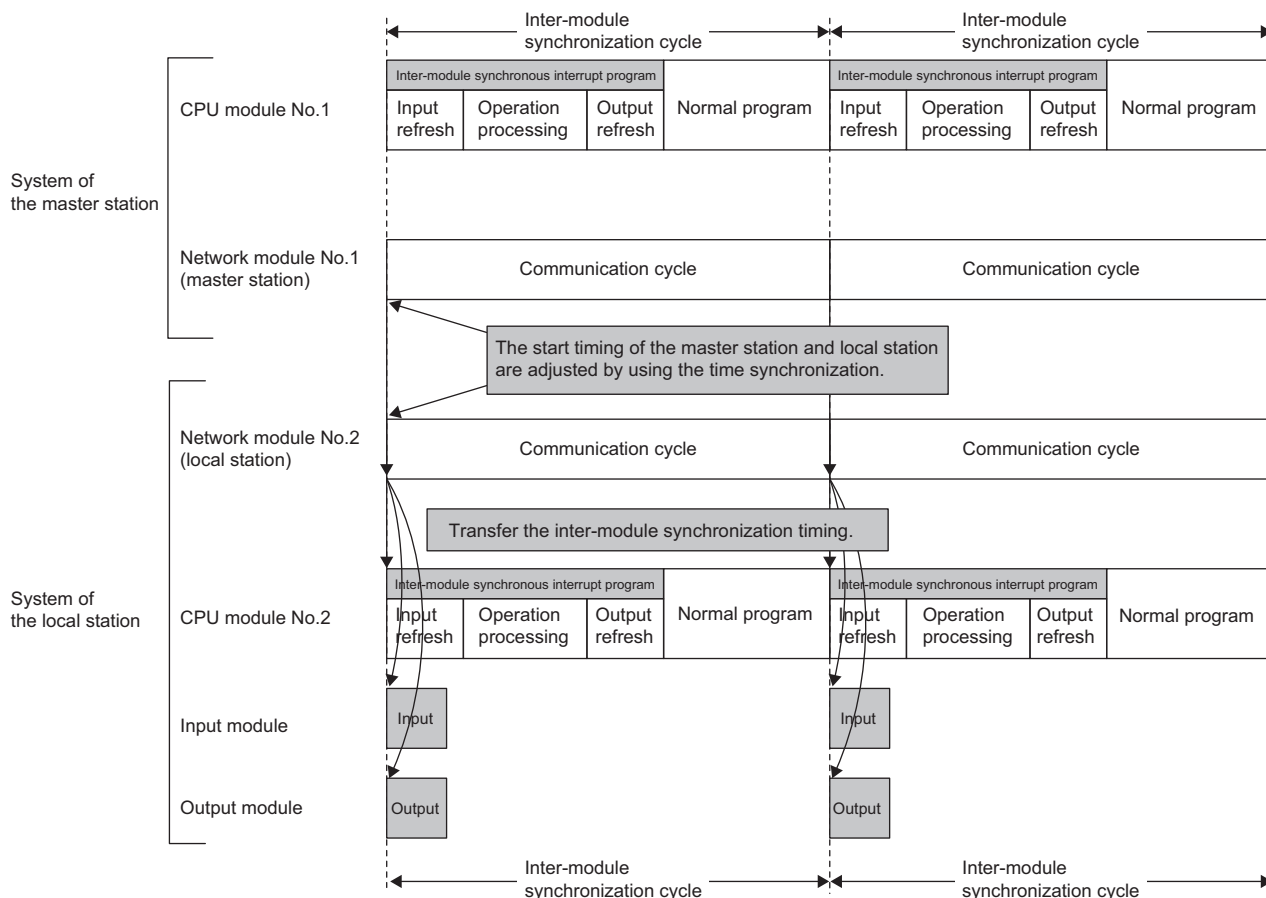 Inter-module
synchronization cycle
Inter-module
synchronization cycle
System of
the master station
CPU module No.1
Inter-module synchronous interrupt program
Input
refresh
Operation
processing
Output
refresh
Normal program
Inter-module synchronous interrupt program
Input
refresh
Operation
processing
Output
refresh
Normal program
Network module No.1
(master station)
Communication cycle
Communication cycle
The start timing of the master station and local station
are adjusted by using the time synchronization.
System of
the local station
Network module No.2
(local station)
Communication cycle
Communication cycle
Transfer the inter-module synchronization timing.
CPU module No.2
Inter-module synchronous interrupt program
Input
refresh
Operation
processing
Output
refresh
Normal program
Inter-module synchronous interrupt program
Input
refresh
Operation
processing
Output
refresh
Normal program
Input module
Input
Input
Output module
Output
Output
Inter-module
synchronization cycle
Inter-module
synchronization cycle